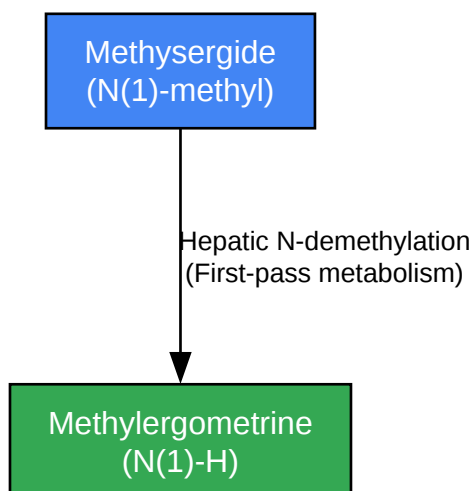 Methysergide
(N(1)-methyl)
Hepatic N-demethylation
(First-pass metabolism)
Methylergometrine
(N(1)-H)